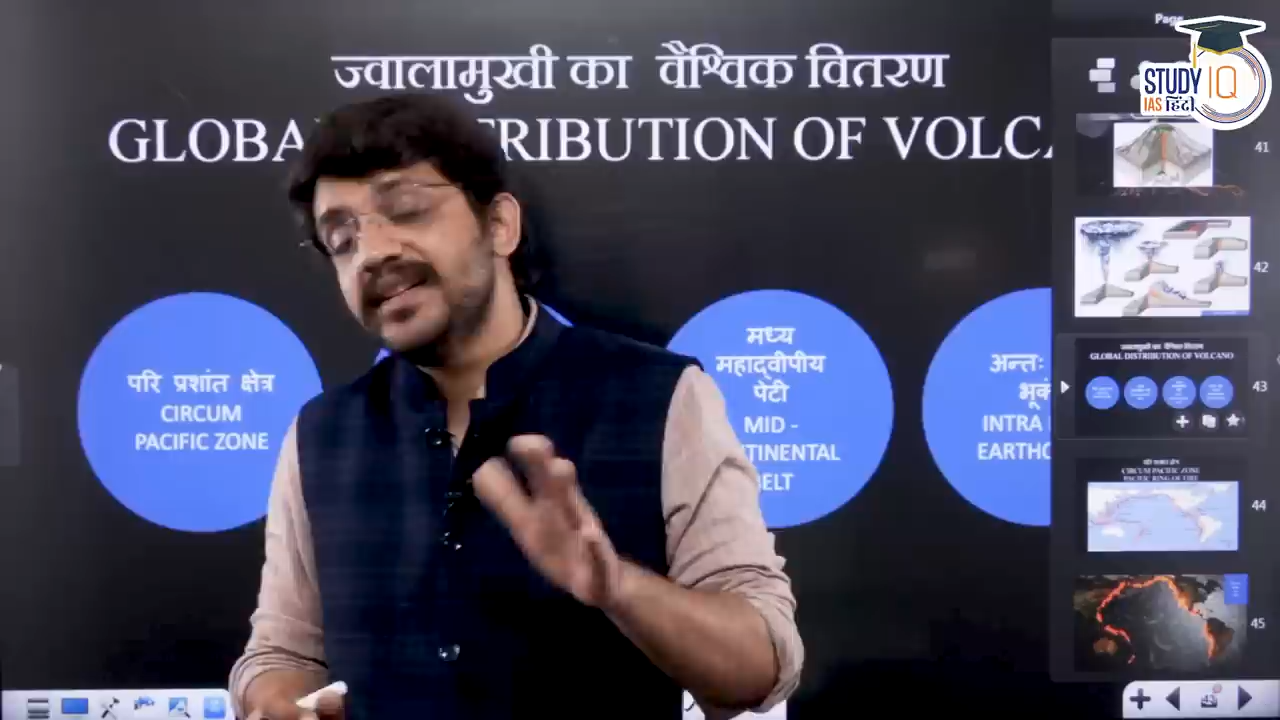 Page
STUDY IQ
IAS हिंदी
ज्वालामुखी का वैश्विक वितरण
GLOBA
RIBUTION OF VOLCA
परि प्रशांत क्षेत्र
CIRCUM
PACIFIC ZONE
मध्य
महाद्वीपीय
पेटी
MID -
TINENTAL
BELT
अन्तः
भूकं
INTRA
EARTHQ
41
42
GLOBAL DISTRIBUTION OF VOLCANO
43
CIRCUM PACIFIC ZONE
PACIFIC RING OF FIRE
44
45
43